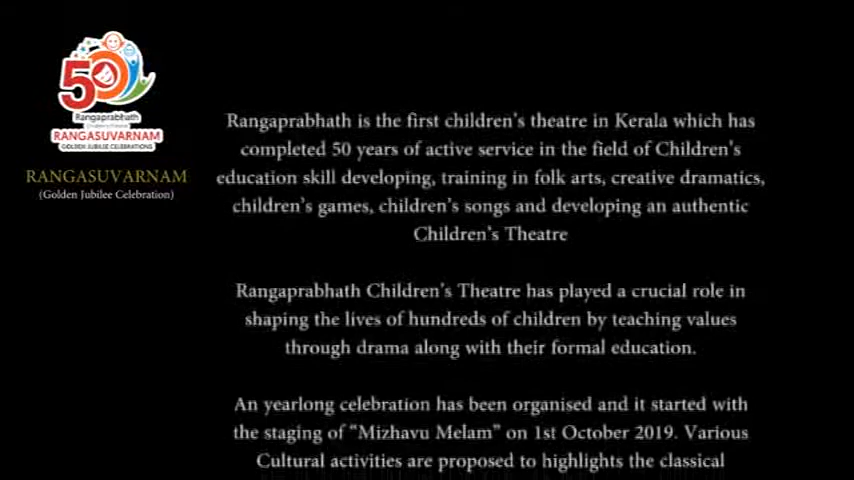 50
Rangaprabhath
RANGASUVARNAM
GOLDEN JUBILEE CELEBRATIONS
RANGASUVARNAM
(Golden Jubilee Celebration)
Rangaprabhath is the first children's theatre in Kerala which has
completed 50 years of active service in the field of Children's
education skill developing, training in folk arts, creative dramatics,
children's games, children's songs and developing an authentic
Children's Theatre
Rangaprabhath Children's Theatre has played a crucial role in
shaping the lives of hundreds of children by teaching values
through drama along with their formal education.
An yearlong celebration has been organised and it started with
the staging of “Mizhavu Melam” on 1st October 2019. Various
Cultural activities are proposed to highlights the classical